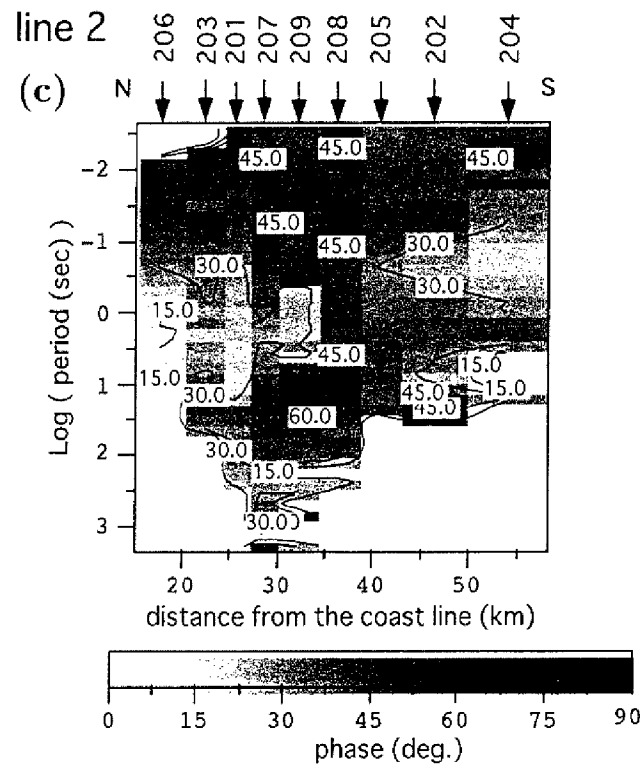 line 2
206 203 201 207 209 208 205 202 204
(c) N S
45.0 45.0 45.0
-2
45.0
-1 45.0 30.0
30.0 30.0
0 15.0
45.0 15.0
1 15.0 30.0 45.0 15.0
60.0 45.0
2 30.0
15.0
3 30.0
Log ( period (sec) )
20 30 40 50
distance from the coast line (km)
0 15 30 45 60 75 90
phase (deg.)